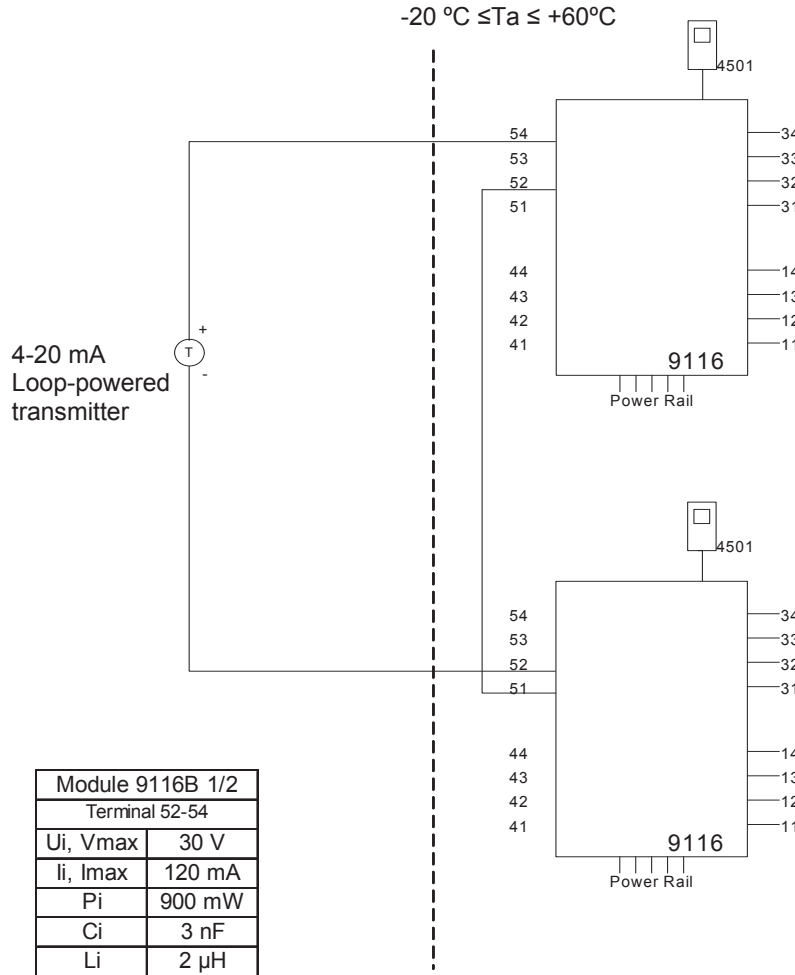 -20 ºC ≤Ta ≤ +60ºC
4501
54
53
52
51
44
43
42
41
34
33
32
31
14
13
12
11
9116
Power Rail
4-20 mA
Loop-powered
transmitter
+
T
-
4501
54
53
52
51
44
43
42
41
34
33
32
31
14
13
12
11
9116
Power Rail
Module 9116B 1/2
Terminal 52-54
Ui, Vmax 30 V
Ii, Imax 120 mA
Pi 900 mW
Ci 3 nF
Li 2 µH